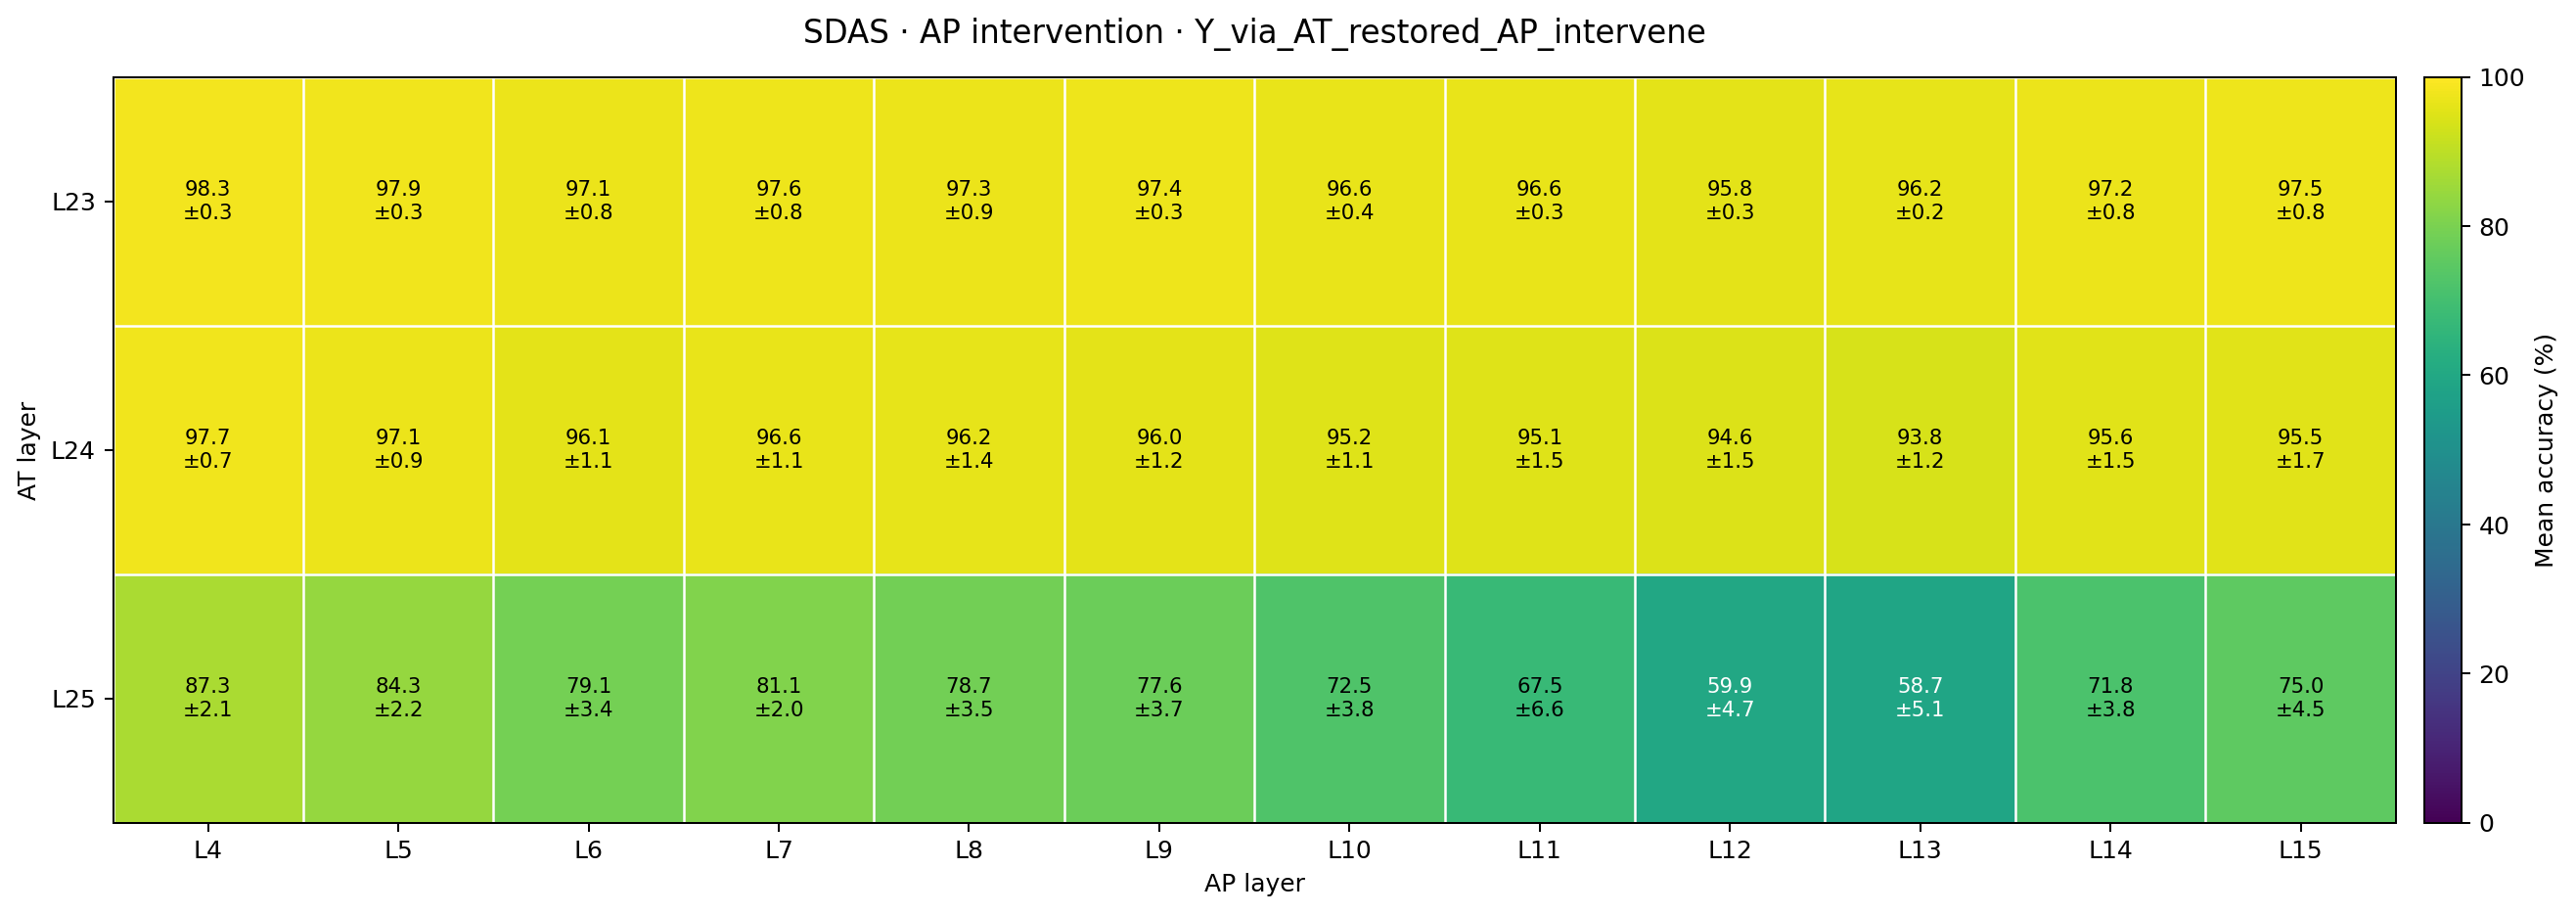 SDAS · AP intervention · Y_via_AT_restored_AP_intervene
AT layer
L23
98.3 97.9 97.1 97.6 97.3 97.4 96.6 96.6 95.8 96.2 97.2 97.5
±0.3 ±0.3 ±0.8 ±0.8 ±0.9 ±0.3 ±0.4 ±0.3 ±0.3 ±0.2 ±0.8 ±0.8
L24
97.7 97.1 96.1 96.6 96.2 96.0 95.2 95.1 94.6 93.8 95.6 95.5
±0.7 ±0.9 ±1.1 ±1.1 ±1.4 ±1.2 ±1.1 ±1.5 ±1.5 ±1.2 ±1.5 ±1.7
L25
87.3 84.3 79.1 81.1 78.7 77.6 72.5 67.5 59.9 58.7 71.8 75.0
±2.1 ±2.2 ±3.4 ±2.0 ±3.5 ±3.7 ±3.8 ±6.6 ±4.7 ±5.1 ±3.8 ±4.5
L4 L5 L6 L7 L8 L9 L10 L11 L12 L13 L14 L15
AP layer
100
80
60
40
20
0
Mean accuracy (%)